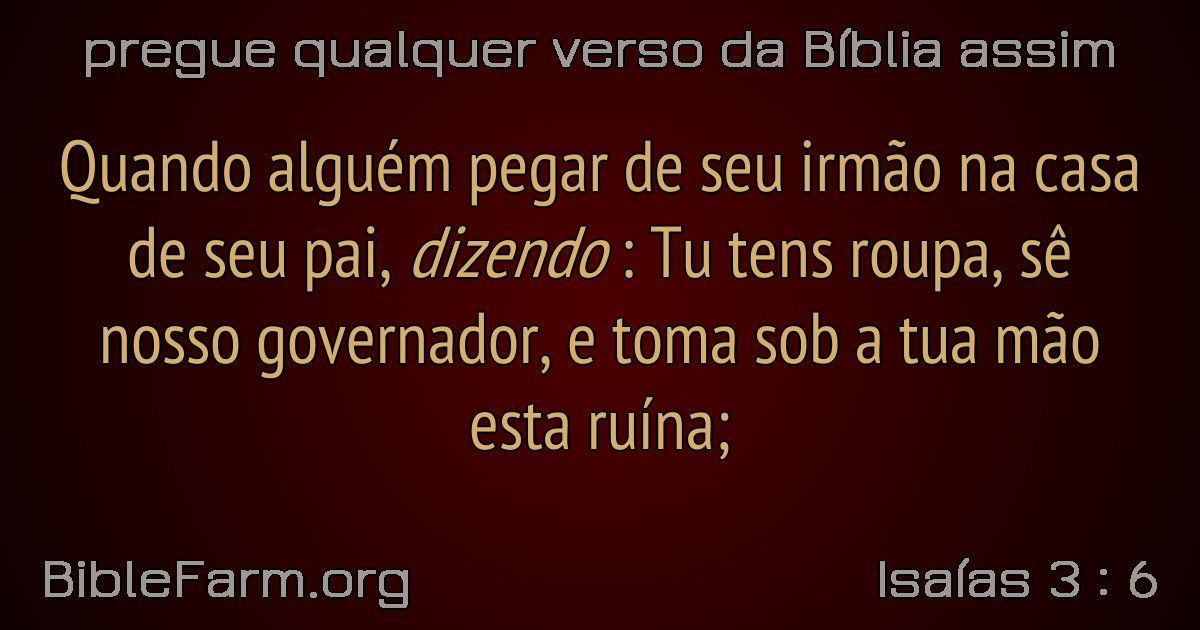 pregue qualquer verso da Bíblia assim
Quando alguém pegar de seu irmão na casa
de seu pai, dizendo : Tu tens roupa, sê
nosso governador, e toma sob a tua mão
esta ruína;
BibleFarm.org
Isaías 3 : 6